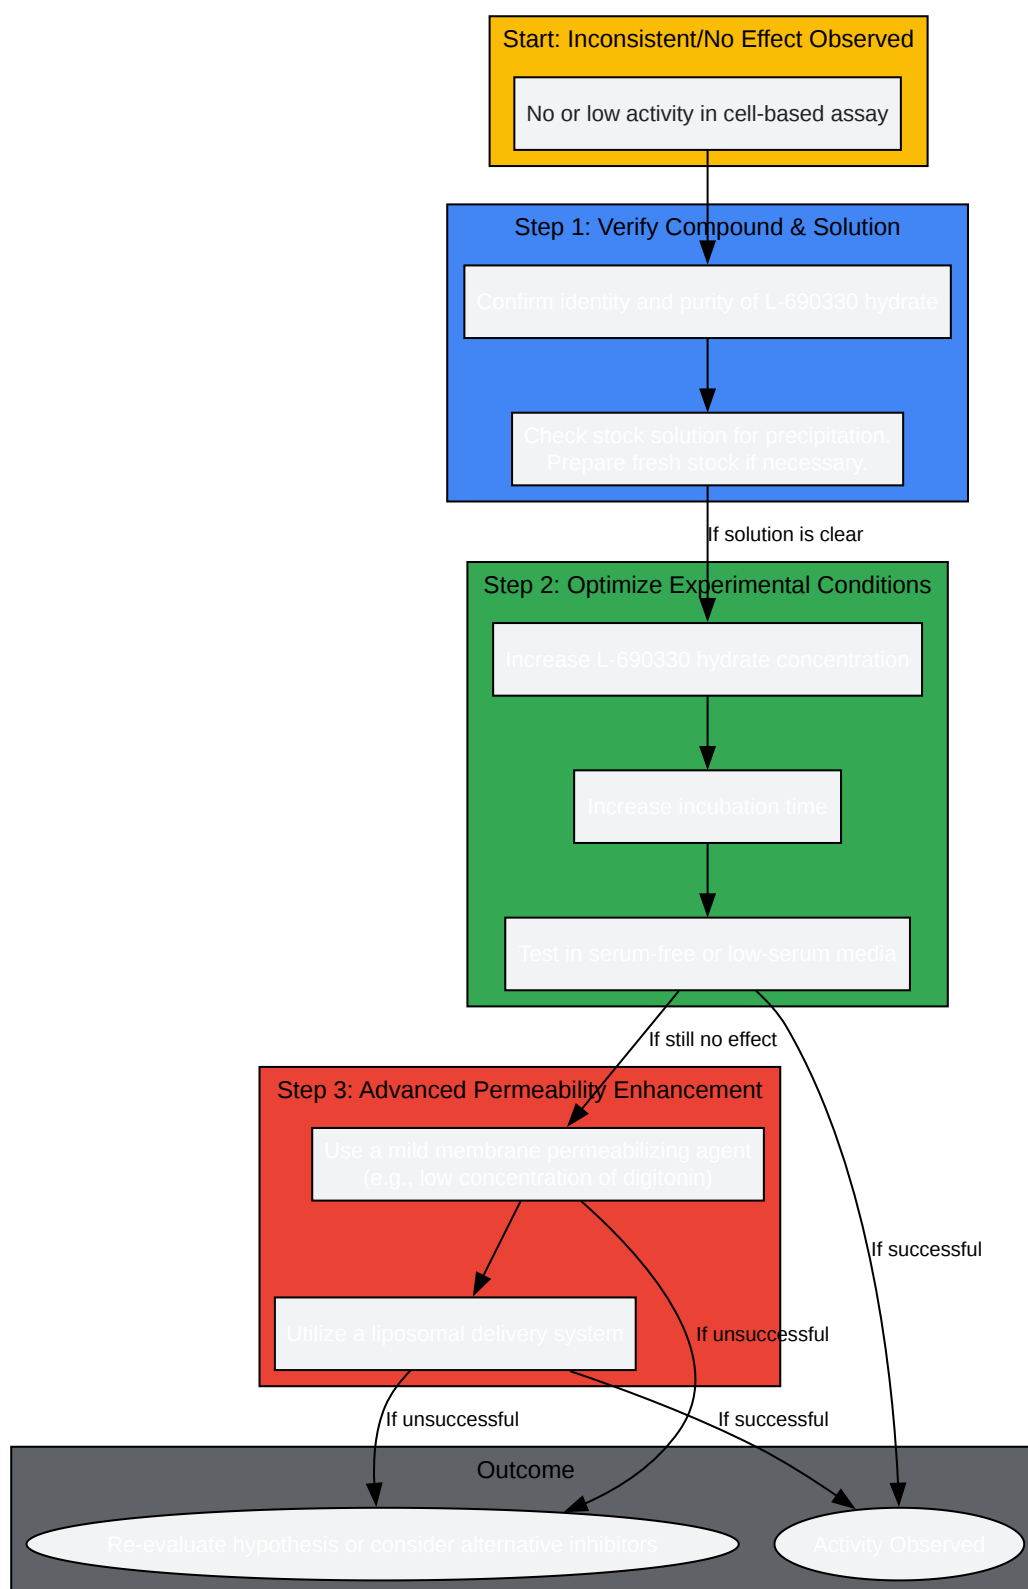 Start: Inconsistent/No Effect Observed
No or low activity in cell-based assay
Step 1: Verify Compound & Solution
Confirm identity and purity of L-690330 hydrate
Check stock solution for precipitation.
Prepare fresh stock if necessary.
If solution is clear
Step 2: Optimize Experimental Conditions
Increase L-690330 hydrate concentration
Increase incubation time
Test in serum-free or low-serum media
If still no effect
Step 3: Advanced Permeability Enhancement
Use a mild membrane permeabilizing agent
(e.g., low concentration of digitonin)
If successful
Utilize a liposomal delivery system
If unsuccessful
If unsuccessful
If successful
Outcome
Re-evaluate hypothesis or consider alternative inhibitors
Activity Observed